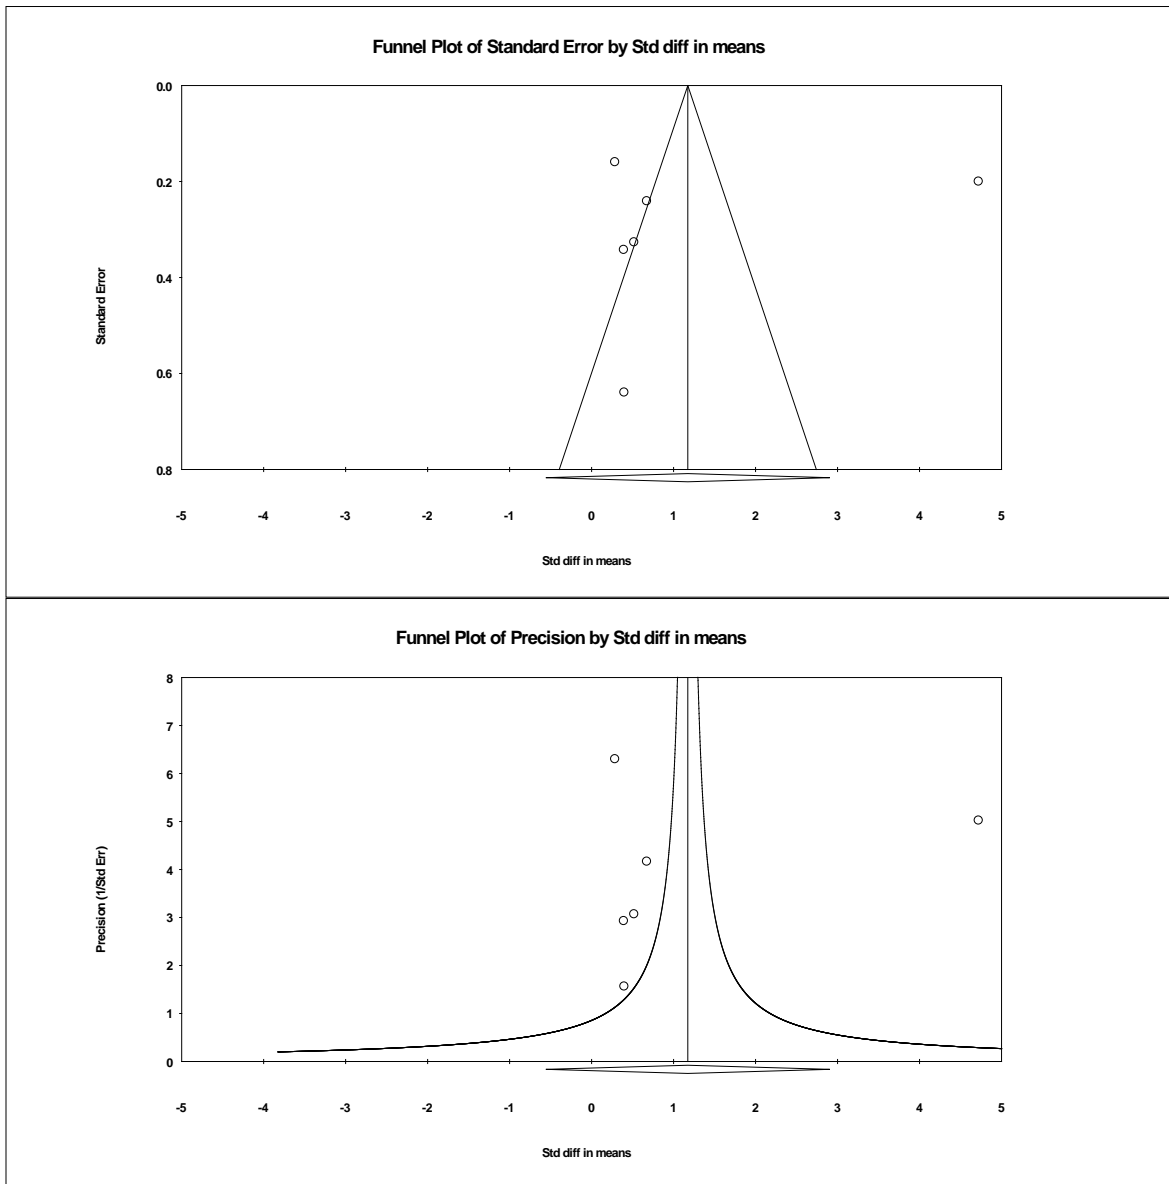 Funnel Plot of Standard Error by Std diff in means
0.0
0.2
0.4
0.6
0.8
Standard Error
-5 -4 -3 -2 -1 0 1 2 3 4 5
Std diff in means
Funnel Plot of Precision by Std diff in means
8
7
6
5
4
3
2
1
0
Precision (1/Std Err)
-5 -4 -3 -2 -1 0 1 2 3 4 5
Std diff in means